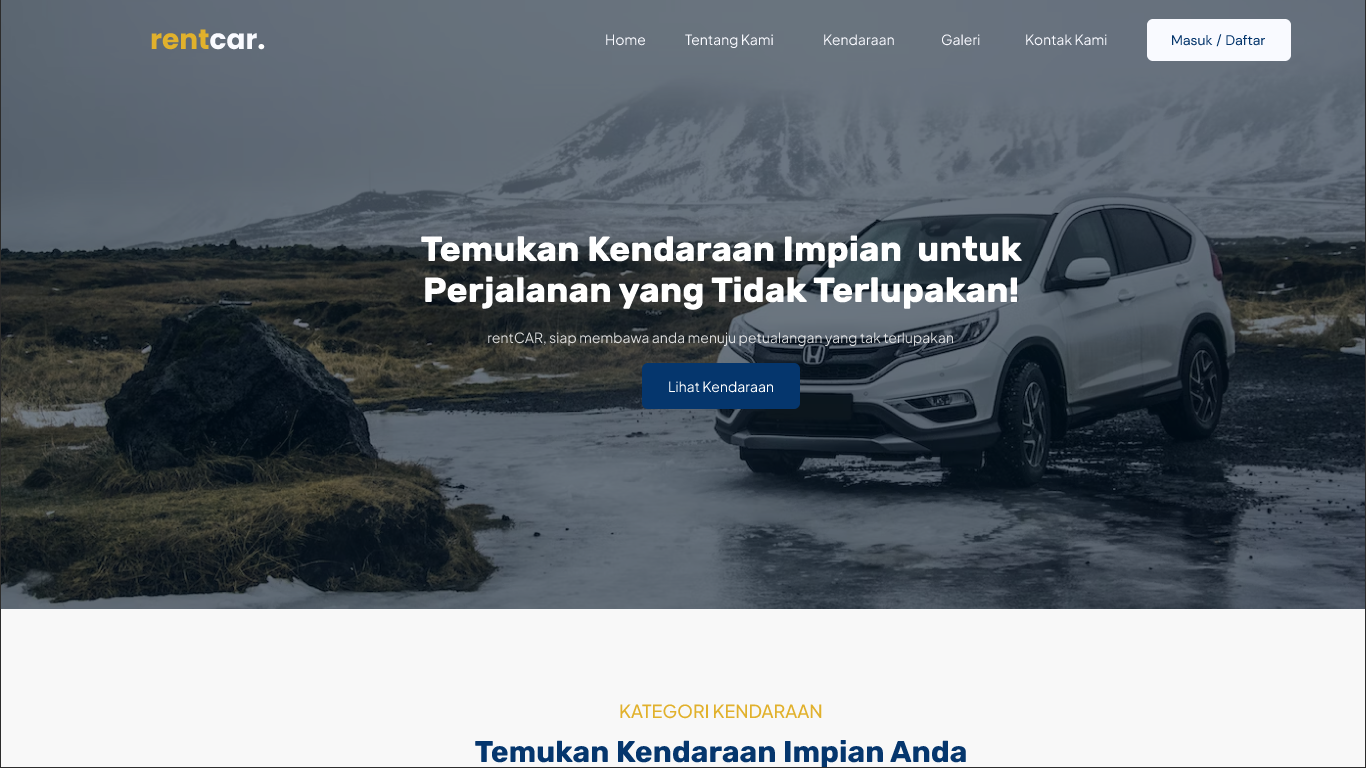 rentcar.
Home
Tentang Kami
Kendaraan
Galeri
Kontak Kami
Masuk / Daftar
Temukan Kendaraan Impian  untuk
Perjalanan yang Tidak Terlupakan!
rentCAR, siap membawa anda menuju petualangan yang tak terlupakan
Lihat Kendaraan
KATEGORI KENDARAAN
Temukan Kendaraan Impian Anda